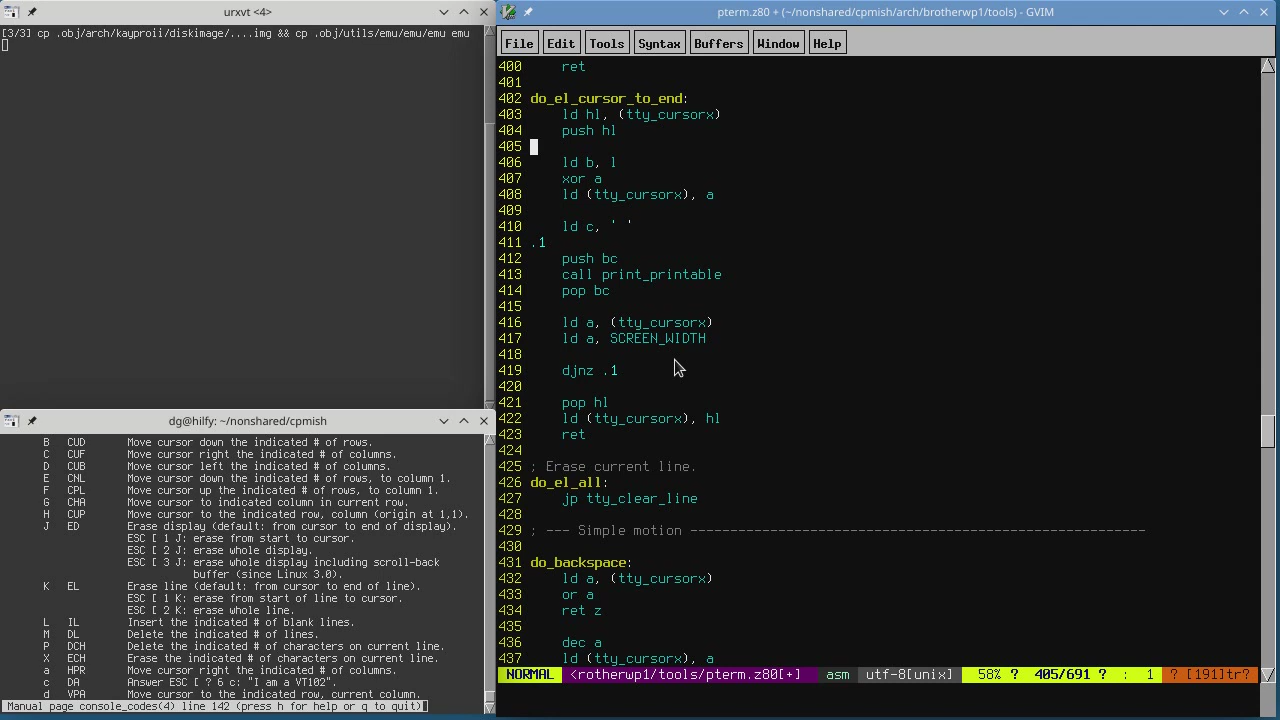 urxvt <4>
[3/3] cp .obj/arch/kayproii/diskimage/....img && cp .obj/utils/emu/emu/emu emu
dg@hilfy: ~/nonshared/cpmish
B CUD Move cursor down the indicated # of rows.
C CUF Move cursor right the indicated # of columns.
D CUB Move cursor left the indicated # of columns.
E CNL Move cursor down the indicated # of rows, to column 1.
F CPL Move cursor up the indicated # of rows, to column 1.
G CHA Move cursor to indicated column in current row.
H CUP Move cursor to the indicated row, column (origin at 1,1).
J ED Erase display (default: from cursor to end of display).
ESC [ 1 J: erase from start to cursor.
ESC [ 2 J: erase whole display.
ESC [ 3 J: erase whole display including scroll-back
buffer (since Linux 3.0).
K EL Erase line (default: from cursor to end of line).
ESC [ 1 K: erase from start of line to cursor.
ESC [ 2 K: erase whole line.
L IL Insert the indicated # of blank lines.
M DL Delete the indicated # of lines.
P DCH Delete the indicated # of characters on current line.
X ECH Erase the indicated # of characters on current line.
a HPR Move cursor right the indicated # of columns.
c DA Answer ESC [ ? 6 c: "I am a VT102".
d VPA Move cursor to the indicated row, current column.
Manual page console_codes(4) line 142 (press h for help or q to quit)
pterm.z80 + (~/nonshared/cpmish/arch/brotherwp1/tools) - GVIM
File Edit Tools Syntax Buffers Window Help
400 ret
401
402 do_el_cursor_to_end:
403 ld hl, (tty_cursorx)
404 push hl
405
406 ld b, l
407 xor a
408 ld (tty_cursorx), a
409
410 ld c, ' '
411 .1
412 push bc
413 call print_printable
414 pop bc
415
416 ld a, (tty_cursorx)
417 ld a, SCREEN_WIDTH
418
419 djnz .1
420
421 pop hl
422 ld (tty_cursorx), hl
423 ret
424
425 ; Erase current line.
426 do_el_all:
427 jp tty_clear_line
428
429 ; --- Simple motion ---------------------------------------------------------
430
431 do_backspace:
432 ld a, (tty_cursorx)
433 or a
434 ret z
435
436 dec a
437 ld (tty_cursorx), a
NORMAL <rotherwp1/tools/pterm.z80[+] asm utf-8[unix] 58% ? 405/691 ? : 1 ? [191]tr?